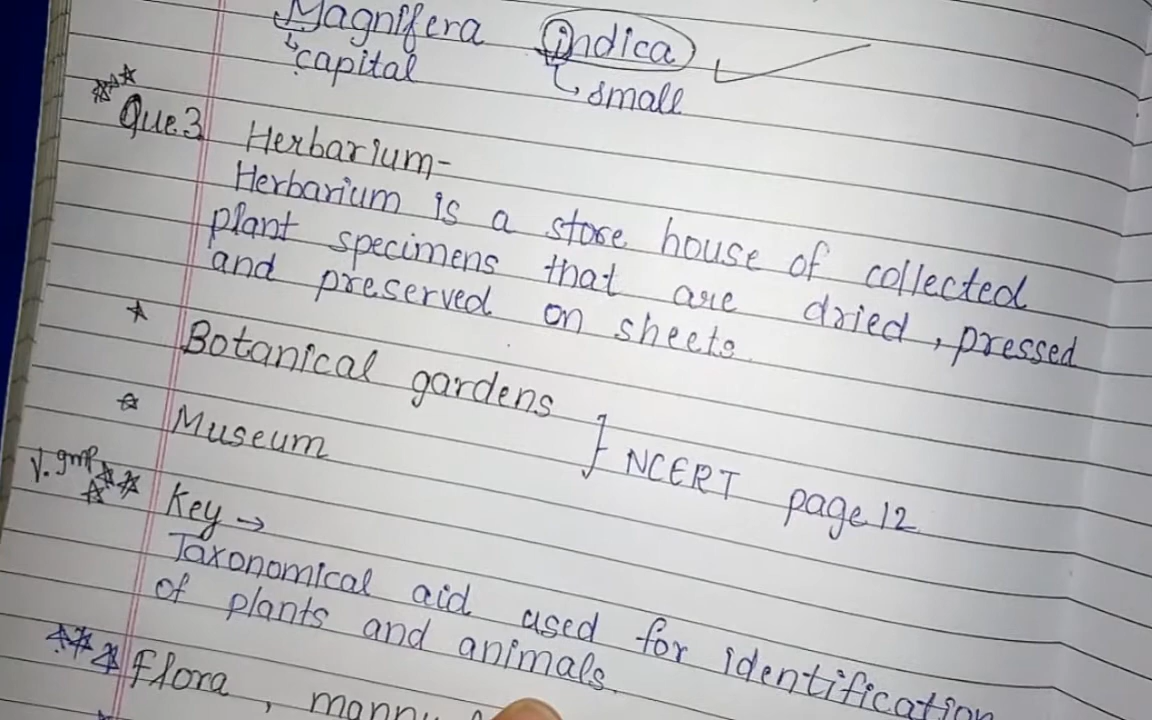 Magnifera indica
capital small
Que.3 Herbarium-
Herbarium is a store house of collected
plant specimens that are dried, pressed
and preserved on sheets.
Botanical gardens
Museum } NCERT page 12
V. gmp
Key →
Taxonomical aid used for identification
of plants and animals.
Flora,